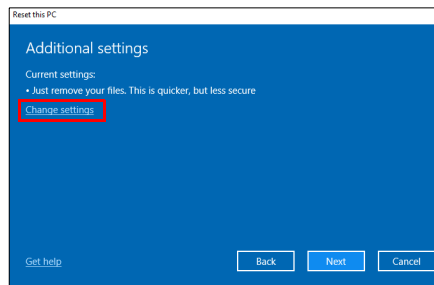 Reset this PC
Additional settings
Current settings:
• Just remove your files. This is quicker, but less secure
Change settings
Get help
Back
Next
Cancel